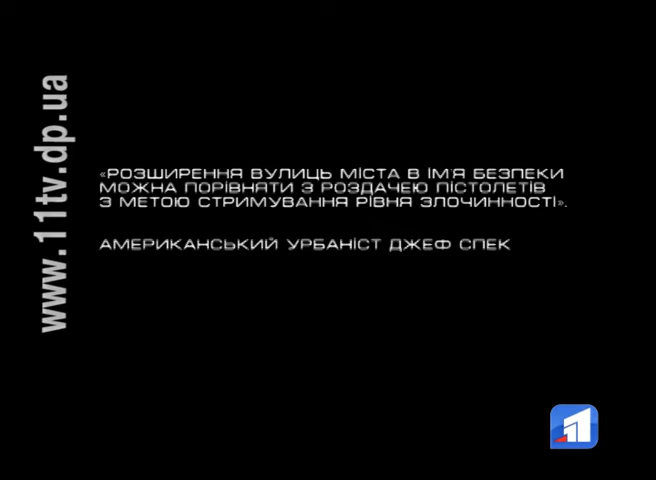 www.11tv.dp.ua
«РОЗШИРЕННЯ ВУЛИЦЬ МІСТА В ІМ'Я БЕЗПЕКИ
МОЖНА ПОРІВНЯТИ З РОЗДАЧЕЮ ПІСТОЛЕТІВ
З МЕТОЮ СТРИМУВАННЯ РІВНЯ ЗЛОЧИННОСТІ».
АМЕРИКАНСЬКИЙ УРБАНІСТ ДЖЕФ СПЕК
11